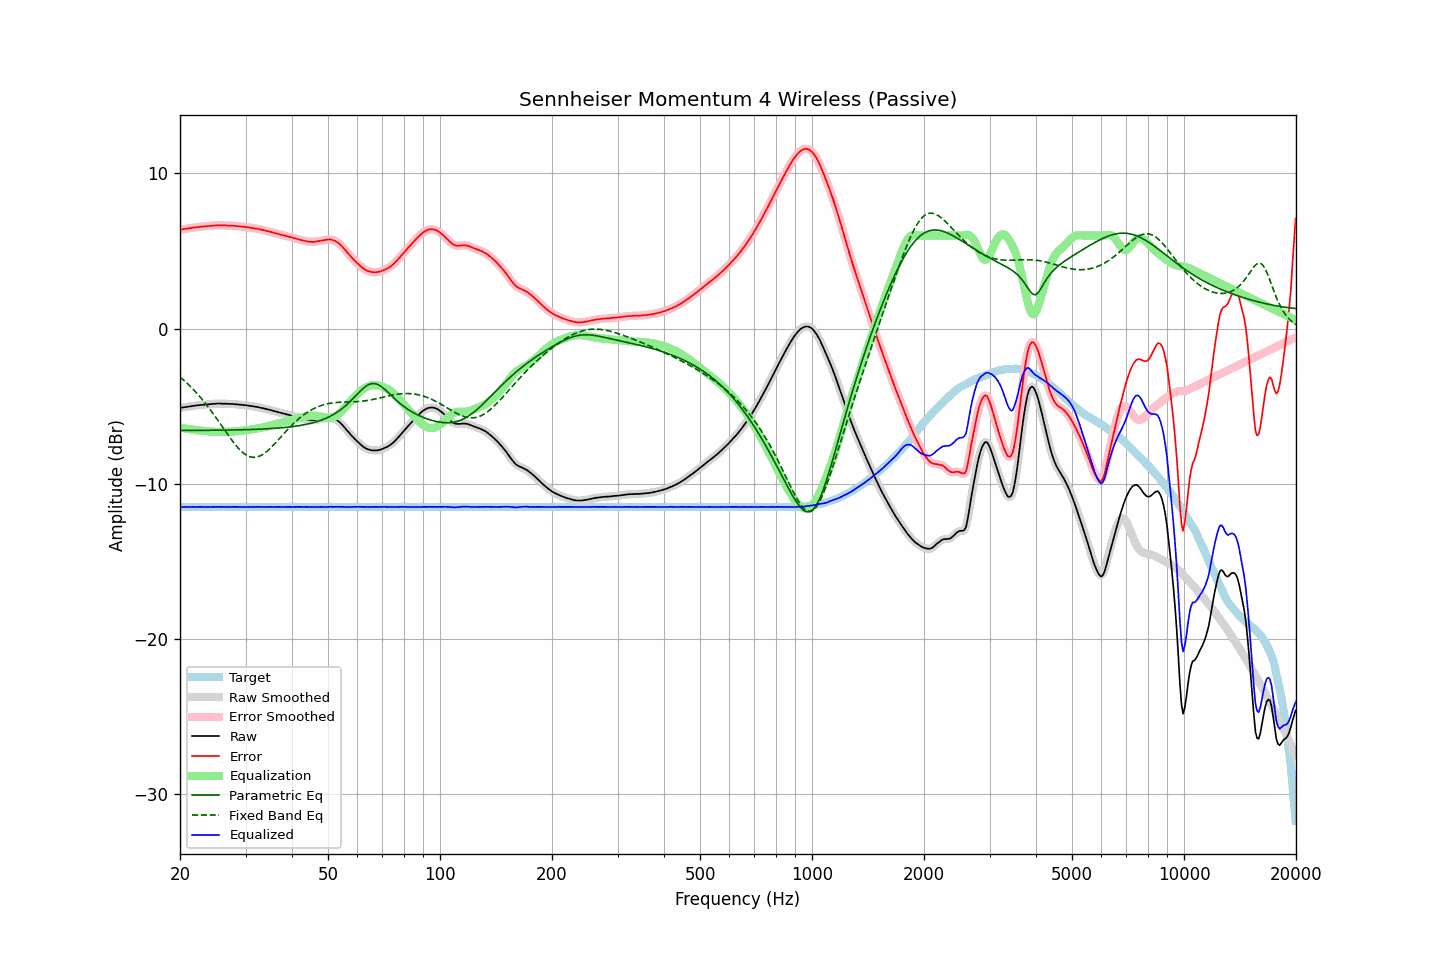 Sennheiser Momentum 4 Wireless (Passive)
Amplitude (dBr)
10
0
−10
−20
−30
Target
Raw Smoothed
Error Smoothed
Raw
Error
Equalization
Parametric Eq
Fixed Band Eq
Equalized
20 50 100 200 500 1000 2000 5000 10000 20000
Frequency (Hz)